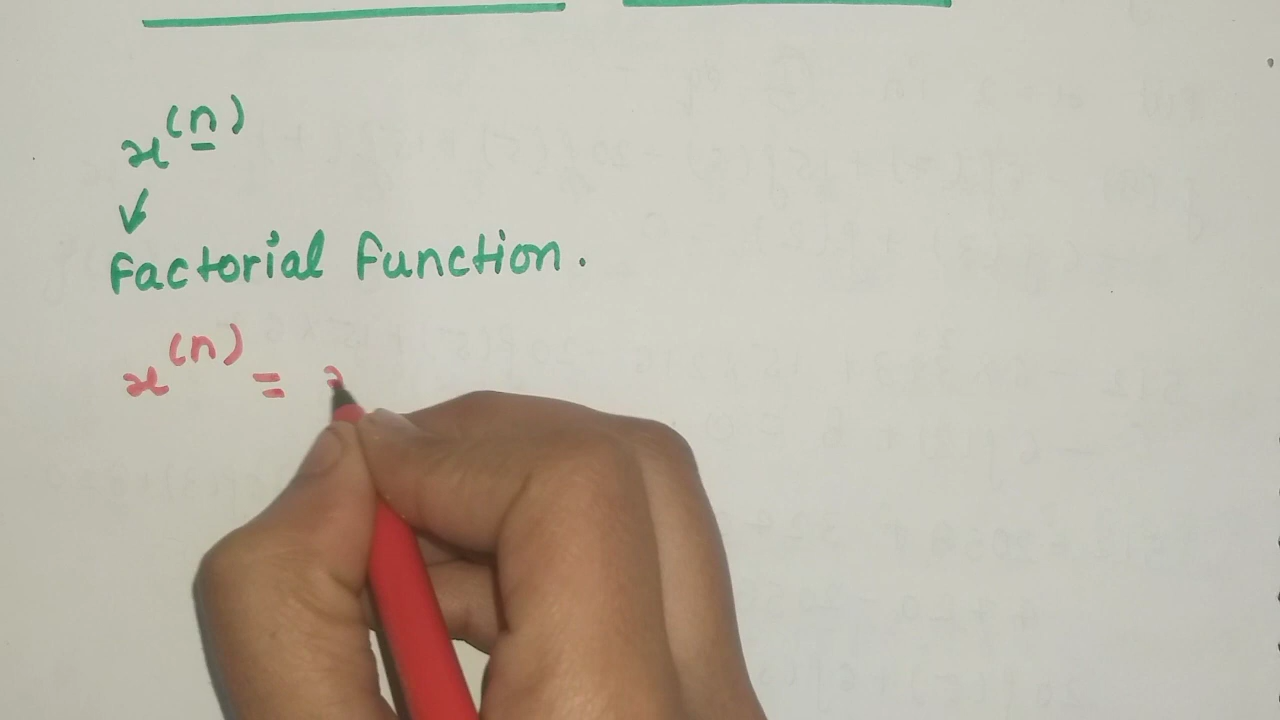 x^(n)
Factorial Function.
x^(n) = x